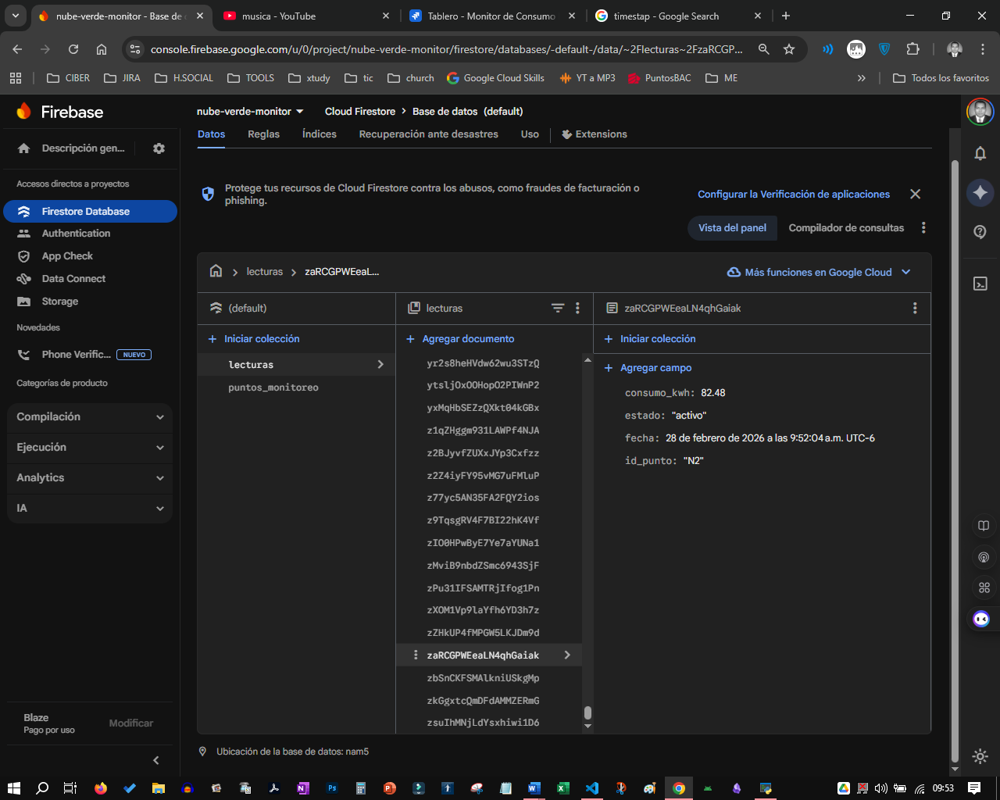 nube-verde-monitor - Base de d
musica - YouTube
Tablero - Monitor de Consumo
timestap - Google Search
console.firebase.google.com/u/0/project/nube-verde-monitor/firestore/databases/-default-/data/~2Flecturas~2FzaRCGP...
CIBER
JIRA
H.SOCIAL
TOOLS
xtudy
tic
church
Google Cloud Skills
YT a MP3
PuntosBAC
ME
Todos los favoritos
Firebase
nube-verde-monitor
Cloud Firestore
Base de datos (default)
Datos
Reglas
Índices
Recuperación ante desastres
Uso
Extensions
Descripción gen...
Accesos directos a proyectos
Firestore Database
Authentication
App Check
Data Connect
Storage
Novedades
Phone Verific...
NUEVO
Categorías de producto
Compilación
Ejecución
Analytics
IA
Blaze
Pago por uso
Modificar
Protege tus recursos de Cloud Firestore contra los abusos, como fraudes de facturación o
phishing.
Configurar la Verificación de aplicaciones
Vista del panel
Compilador de consultas
lecturas
zaRCGPWEeaL...
Más funciones en Google Cloud
(default)
Iniciar colección
lecturas
puntos_monitoreo
lecturas
Agregar documento
yr2s8heHVdw62wu3STzQ
ytsljOxOOHopO2PIWnP2
yxMqHbSEZzQXkt04kGBx
z1qZHggm931LAWPf4NJA
z2BJyvfZUXxJYp3Cxfzz
z2Z4iyFY95vMG7uFMluP
z77yc5AN35FA2FQY2ios
z9TqsgRV4F7BI22hK4Vf
zIO0HPwByE7Ye7aYUNa1
zMviB9nbdZSmc6943SjF
zPu31IFSAMTRjIfog1Pn
zXOM1Vp9laYfh6YD3h7z
zZHkUP4fMPGW5LKJDm9d
zaRCGPWEeaLN4qhGaiak
zbSnCKFSMAlkniUSkgMp
zkGgxtcQmDFdAMMZERmG
zsuIhMNjLdYsxhiwi1D6
zaRCGPWEeaLN4qhGaiak
Iniciar colección
Agregar campo
consumo_kwh: 82.48
estado: "activo"
fecha: 28 de febrero de 2026 a las 9:52:04 a.m. UTC-6
id_punto: "N2"
Ubicación de la base de datos: nam5
09:53